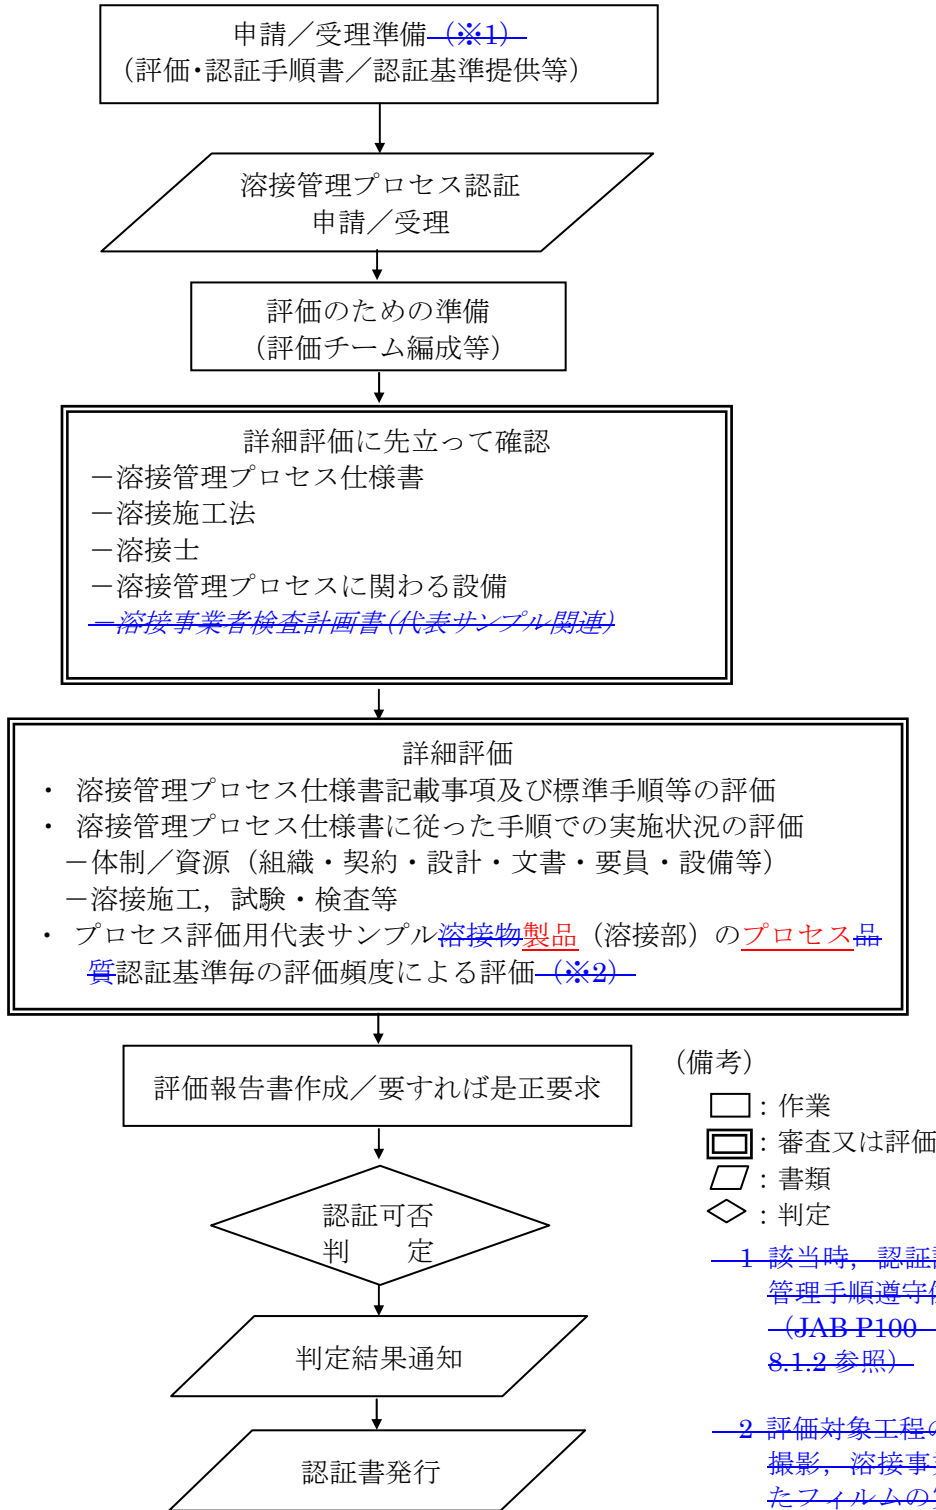 申請／受理準備（※1）
（評価・認証手順書／認証基準提供等）
溶接管理プロセス認証
申請／受理
評価のための準備
（評価チーム編成等）
詳細評価に先立って確認
－溶接管理プロセス仕様書
－溶接施工法
－溶接士
－溶接管理プロセスに関わる設備
－溶接事業者検査計画書(代表サンプル関連)
詳細評価
・ 溶接管理プロセス仕様書記載事項及び標準手順等の評価
・ 溶接管理プロセス仕様書に従った手順での実施状況の評価
－体制／資源（組織・契約・設計・文書・要員・設備等）
－溶接施工，試験・検査等
・ プロセス評価用代表サンプル溶接物製品（溶接部）のプロセス品
質認証基準毎の評価頻度による評価（※2）
評価報告書作成／要すれば是正要求
認証可否
判 定
判定結果通知
認証書発行
（備考）
：作業
：審査又は評価
：書類
：判定
1 該当時，認証
管理手順遵守
（JAB P100
8.1.2 参照）
2 評価対象工程の
撮影，溶接事
たフィルムの